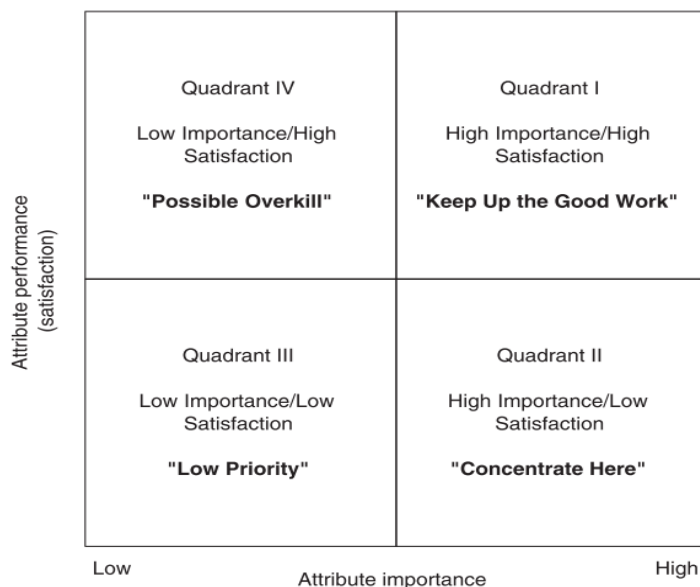 Quadrant IV
Low Importance/High
Satisfaction
"Possible Overkill"
Quadrant I
High Importance/High
Satisfaction
"Keep Up the Good Work"
Attribute performance
(satisfaction)
Quadrant III
Low Importance/Low
Satisfaction
"Low Priority"
Quadrant II
High Importance/Low
Satisfaction
"Concentrate Here"
Low
Attribute importance
High